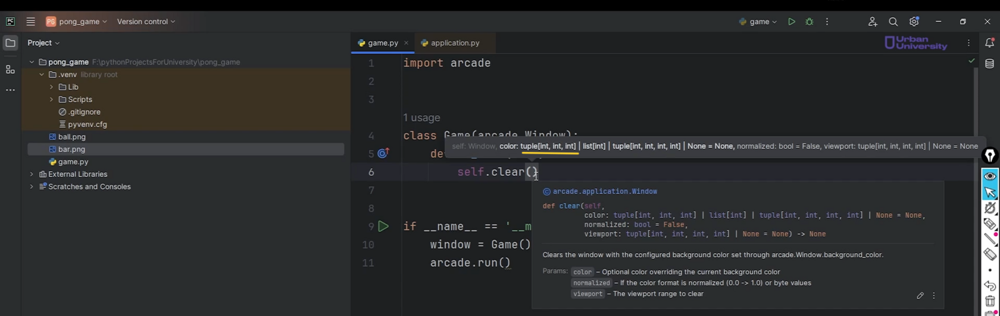 PC PG pong_game Version control game
Project game.py application.py Urban University
pong_game F:\pythonProjectsForUniversity\pong_game
.venv library root
Lib
Scripts
.gitignore
pyvenv.cfg
ball.png
bar.png
game.py
External Libraries
Scratches and Consoles
1 import arcade
2
3
1 usage
4 class Game(arcade.Window):
self: Window, color: tuple[int, int, int] | list[int] | tuple[int, int, int, int] | None = None, normalized: bool = False, viewport: tuple[int, int, int, int] | None = None
5
6 self.clear()
7
8
9 if __name__ == '__m
10 window = Game()
11 arcade.run()
arcade.application.Window
def clear(self,
color: tuple[int, int, int] | list[int] | tuple[int, int, int, int] | None = None,
normalized: bool = False,
viewport: tuple[int, int, int, int] | None = None) -> None
Clears the window with the configured background color set through arcade.Window.background_color.
Params: color – Optional color overriding the current background color
normalized – If the color format is normalized (0.0 -> 1.0) or byte values
viewport – The viewport range to clear